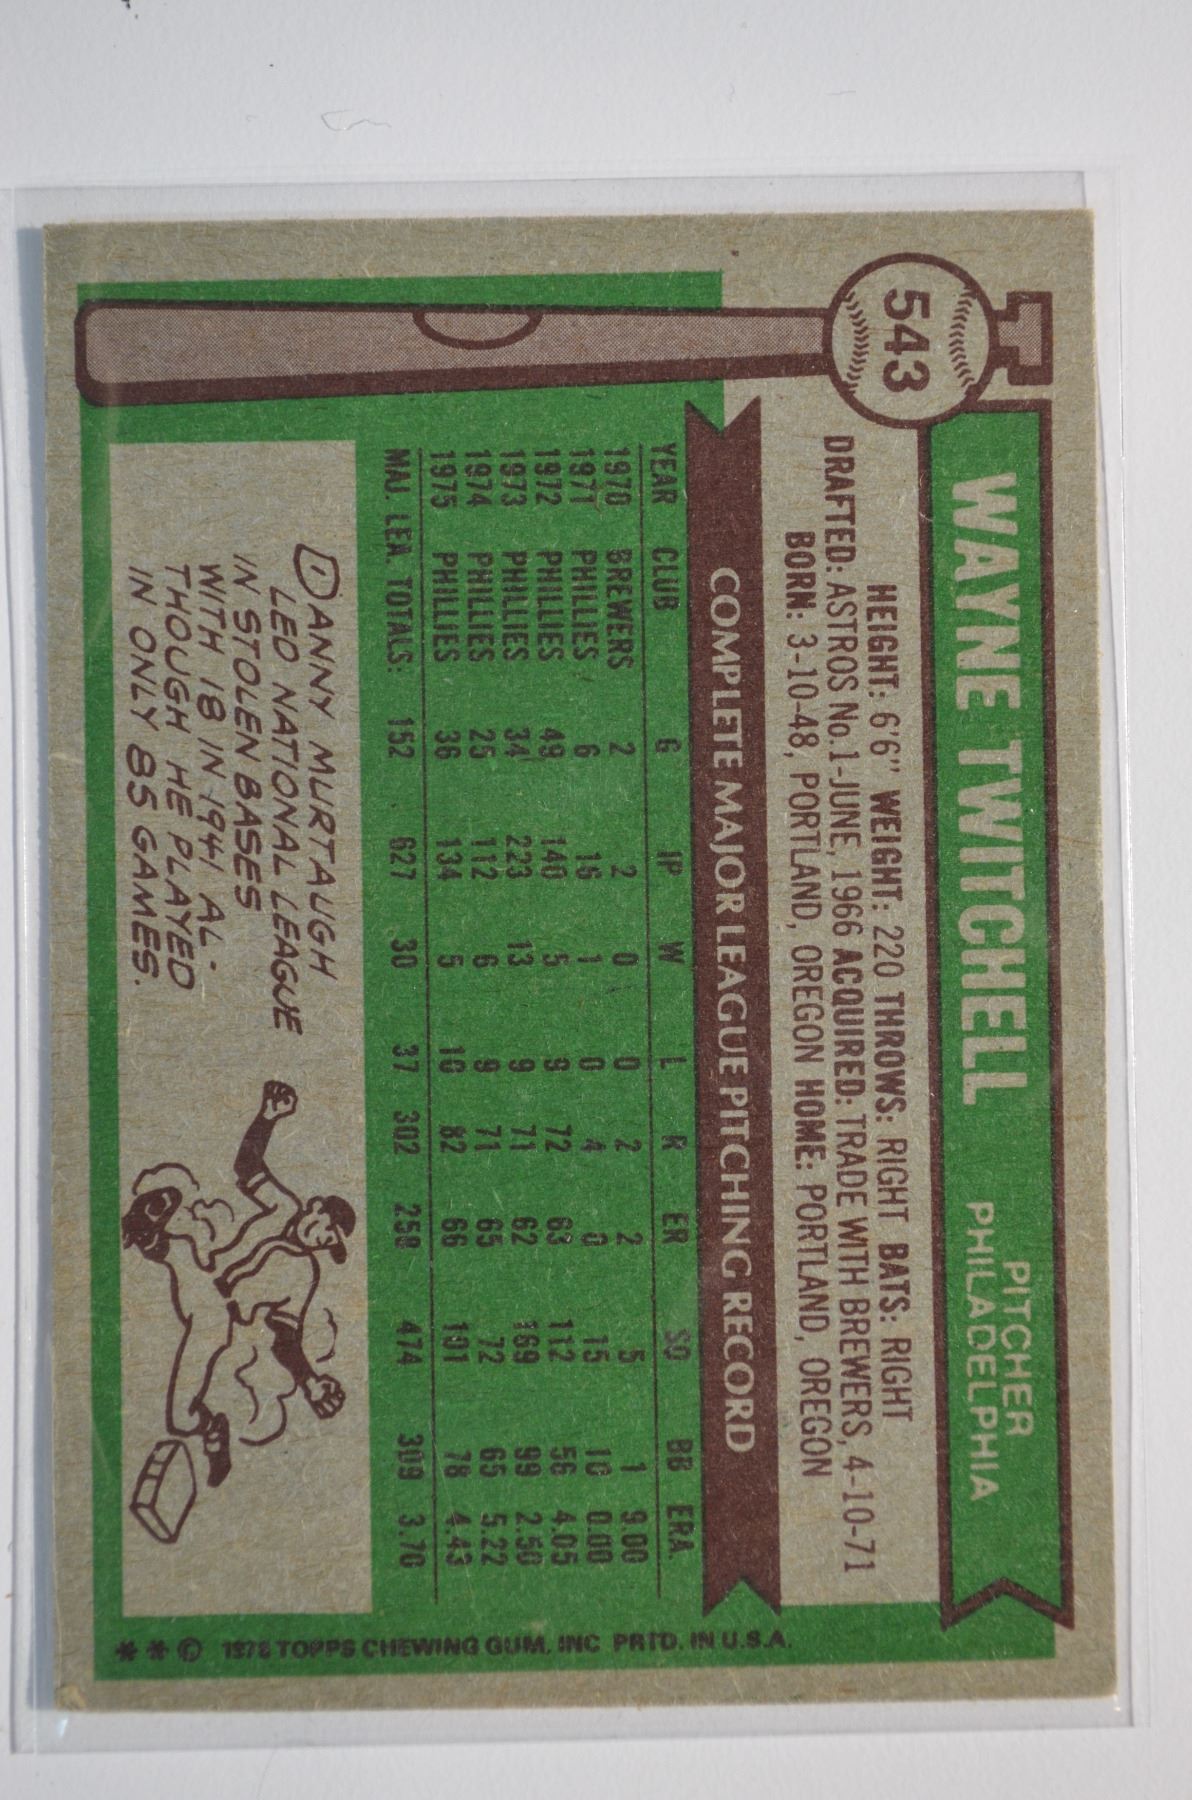 543
WAYNE TWITCHELL
PITCHER
PHILADELPHIA
HEIGHT: 6'6" WEIGHT: 220 THROWS: RIGHT BATS: RIGHT
DRAFTED: ASTROS No.1-JUNE, 1966 ACQUIRED: TRADE WITH BREWERS, 4-10-71
BORN: 3-10-48, PORTLAND, OREGON HOME: PORTLAND, OREGON
COMPLETE MAJOR LEAGUE PITCHING RECORD
YEAR CLUB G IP W L R ER SO BB ERA.
1970 BREWERS 2 2 0 0 2 2 5 1 9.00
1971 PHILLIES 6 16 1 0 4 0 15 10 0.00
1972 PHILLIES 49 140 5 9 72 63 112 56 4.05
1973 PHILLIES 34 223 13 9 71 62 169 99 2.50
1974 PHILLIES 25 112 6 9 71 65 72 65 5.22
1975 PHILLIES 36 134 5 10 82 66 101 78 4.43
MAJ. LEA. TOTALS: 152 627 30 37 302 258 474 309 3.70
DANNY MURTAUGH
LED NATIONAL LEAGUE
IN STOLEN BASES
WITH 18 IN 1941 AL-
THOUGH HE PLAYED
IN ONLY 85 GAMES.
** © 1976 TOPPS CHEWING GUM, INC PRTD. IN U.S.A.